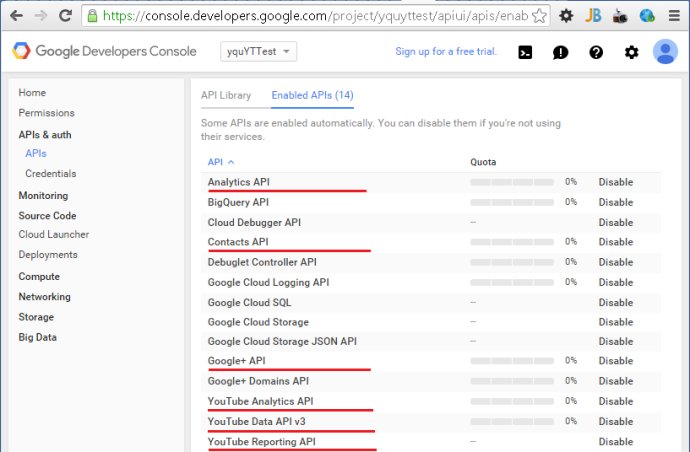 https://console.developers.google.com/project/yquyttest/apiui/apis/enab
JB
Google Developers Console
yquYTTest
Sign up for a free trial.
Home
Permissions
APIs & auth
APIs
Credentials
Monitoring
Source Code
Cloud Launcher
Deployments
Compute
Networking
Storage
Big Data
API Library
Enabled APIs (14)
Some APIs are enabled automatically. You can disable them if you're not using
their services.
API Quota
Analytics API 0% Disable
BigQuery API 0% Disable
Cloud Debugger API -- Disable
Contacts API 0% Disable
Debuglet Controller API 0% Disable
Google Cloud Logging API 0% Disable
Google Cloud SQL -- Disable
Google Cloud Storage -- Disable
Google Cloud Storage JSON API -- Disable
Google+ API 0% Disable
Google+ Domains API 0% Disable
YouTube Analytics API 0% Disable
YouTube Data API v3 0% Disable
YouTube Reporting API -- Disable